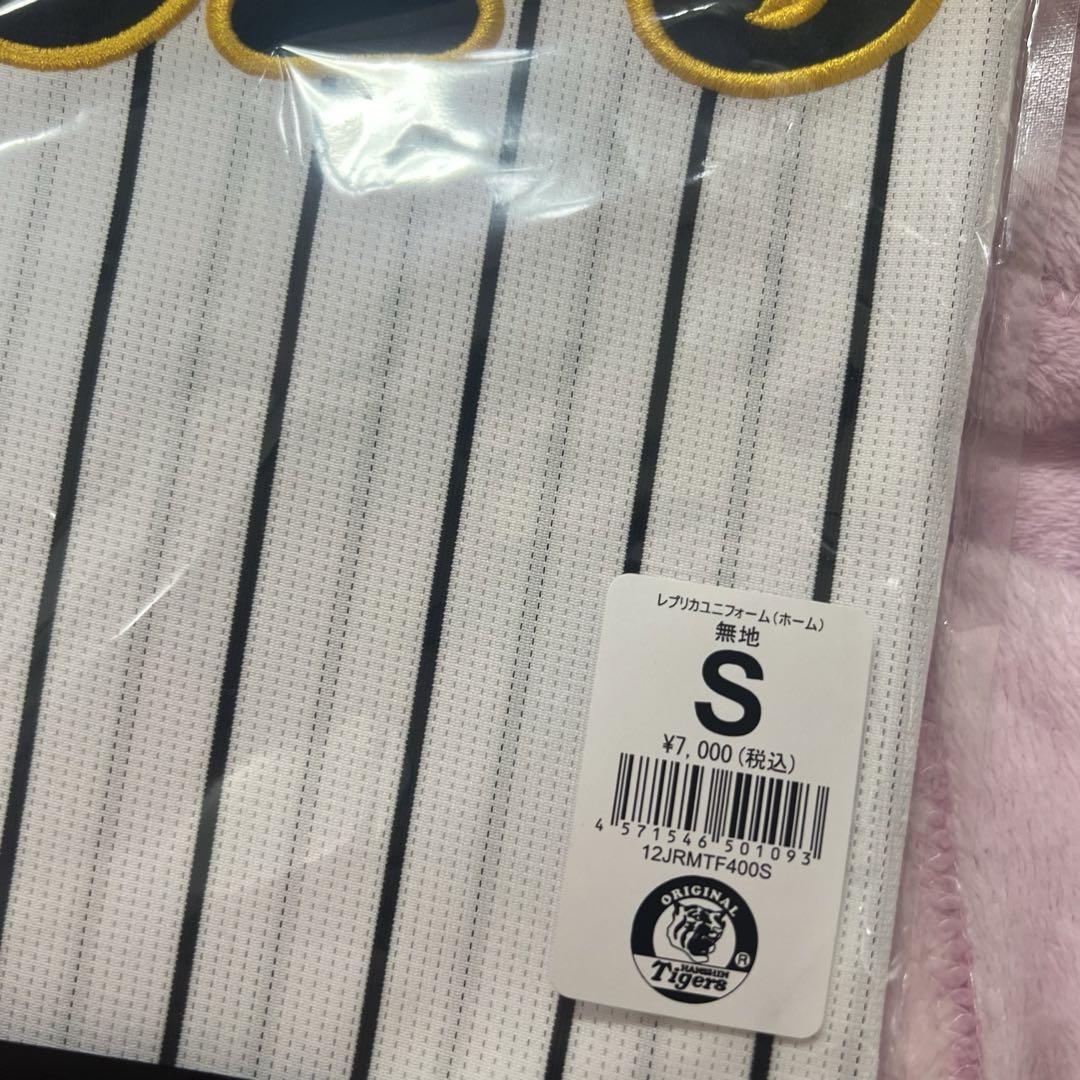 レプリカユニフォーム(ホーム)
無地
S
¥7,000(税込)
4 571546 501093
12JRMTF400S
ORIGINAL
HANSHIN
Tigers
®